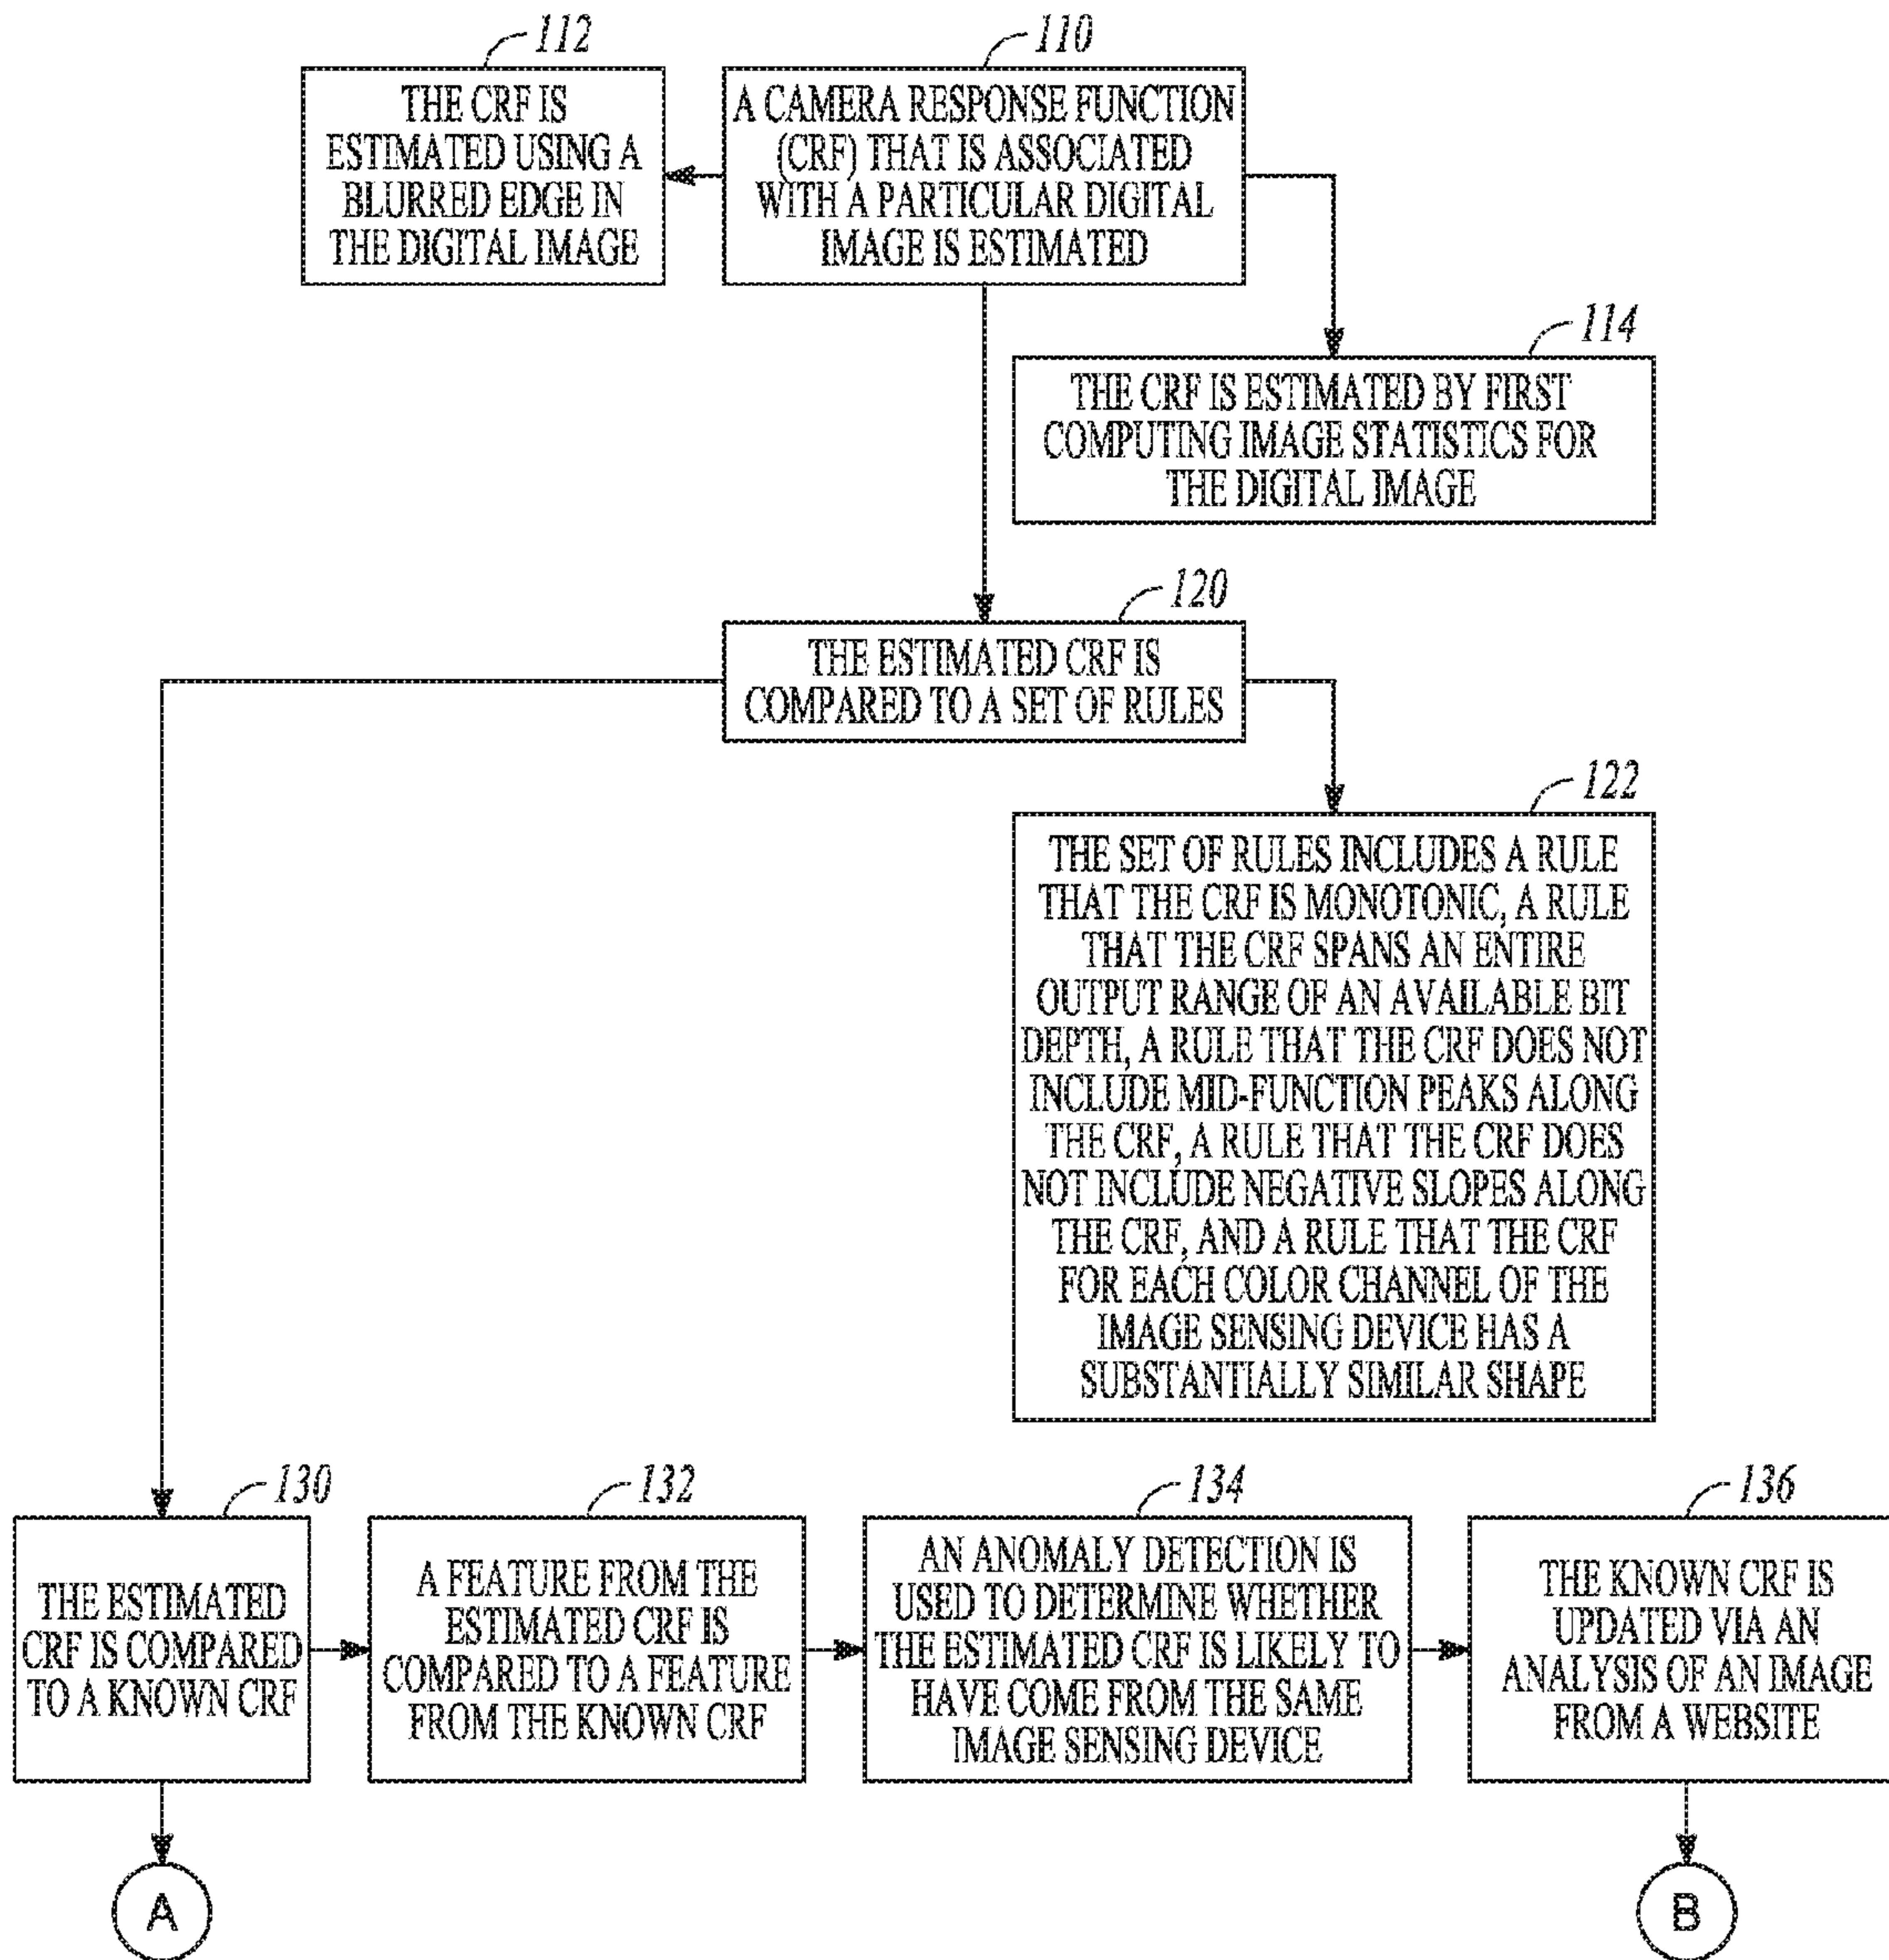 112
THE CRF IS
ESTIMATED USING A
BLURRED EDGE IN
THE DIGITAL IMAGE
110
A CAMERA RESPONSE FUNCTION
(CRF) THAT IS ASSOCIATED
WITH A PARTICULAR DIGITAL
IMAGE IS ESTIMATED
114
THE CRF IS ESTIMATED BY FIRST
COMPUTING IMAGE STATISTICS FOR
THE DIGITAL IMAGE
120
THE ESTIMATED CRF IS
COMPARED TO A SET OF RULES
122
THE SET OF RULES INCLUDES A RULE
THAT THE CRF IS MONOTONIC, A RULE
THAT THE CRF SPANS AN ENTIRE
OUTPUT RANGE OF AN AVAILABLE BIT
DEPTH, A RULE THAT THE CRF DOES NOT
INCLUDE MID-FUNCTION PEAKS ALONG
THE CRF, A RULE THAT THE CRF DOES
NOT INCLUDE NEGATIVE SLOPES ALONG
THE CRF, AND A RULE THAT THE CRF
FOR EACH COLOR CHANNEL OF THE
IMAGE SENSING DEVICE HAS A
SUBSTANTIALLY SIMILAR SHAPE
130
THE ESTIMATED
CRF IS COMPARED
TO A KNOWN CRF
132
A FEATURE FROM THE
ESTIMATED CRF IS
COMPARED TO A FEATURE
FROM THE KNOWN CRF
134
AN ANOMALY DETECTION IS
USED TO DETERMINE WHETHER
THE ESTIMATED CRF IS LIKELY TO
HAVE COME FROM THE SAME
IMAGE SENSING DEVICE
136
THE KNOWN CRF IS
UPDATED VIA AN
ANALYSIS OF AN IMAGE
FROM A WEBSITE
A
B